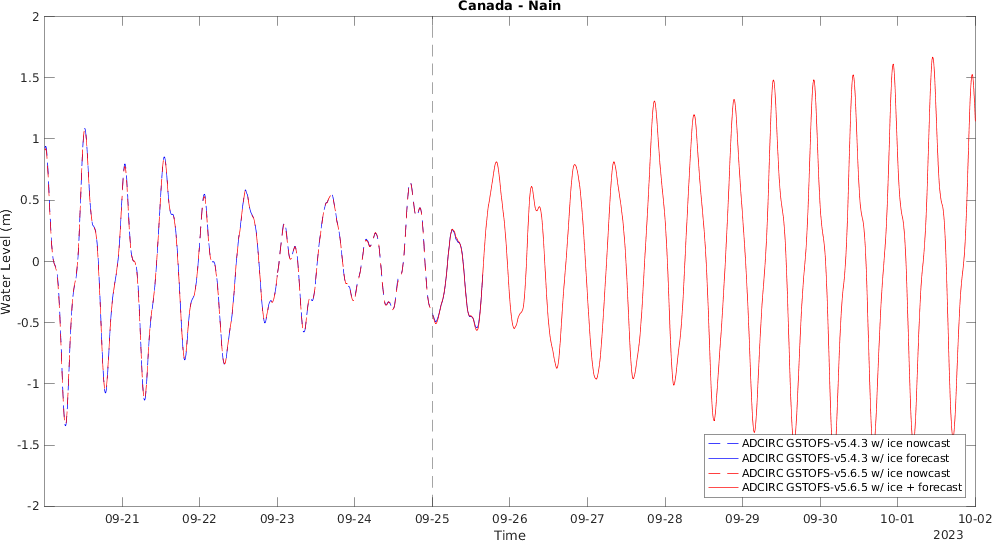 Canada - Nain
2
1.5
1
0.5
0
-0.5
-1
-1.5
-2
Water Level (m)
09-21 09-22 09-23 09-24 09-25 09-26 09-27 09-28 09-29 09-30 10-01 10-02
2023
Time
ADCIRC GSTOFS-v5.4.3 w/ ice nowcast
ADCIRC GSTOFS-v5.4.3 w/ ice forecast
ADCIRC GSTOFS-v5.6.5 w/ ice nowcast
ADCIRC GSTOFS-v5.6.5 w/ ice + forecast